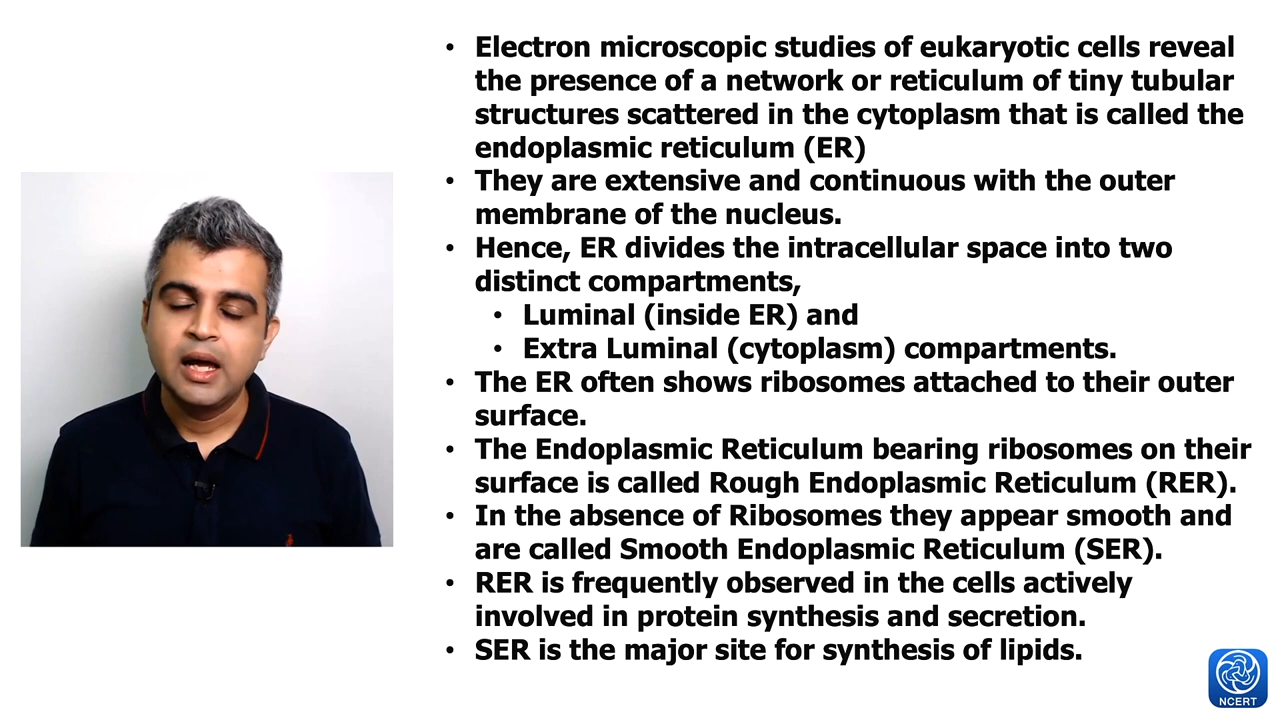 • Electron microscopic studies of eukaryotic cells reveal
the presence of a network or reticulum of tiny tubular
structures scattered in the cytoplasm that is called the
endoplasmic reticulum (ER)
• They are extensive and continuous with the outer
membrane of the nucleus.
• Hence, ER divides the intracellular space into two
distinct compartments,
• Luminal (inside ER) and
• Extra Luminal (cytoplasm) compartments.
• The ER often shows ribosomes attached to their outer
surface.
• The Endoplasmic Reticulum bearing ribosomes on their
surface is called Rough Endoplasmic Reticulum (RER).
• In the absence of Ribosomes they appear smooth and
are called Smooth Endoplasmic Reticulum (SER).
• RER is frequently observed in the cells actively
involved in protein synthesis and secretion.
• SER is the major site for synthesis of lipids.
NCERT